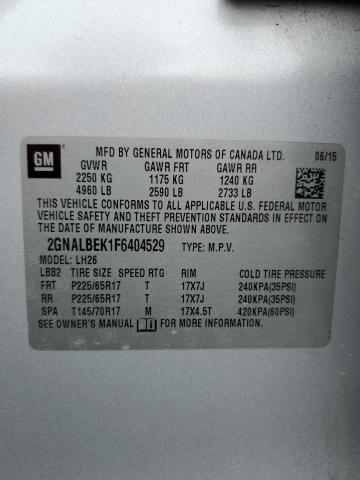 GM
MFD BY GENERAL MOTORS OF CANADA LTD. 06/15
GVWR GAWR FRT GAWR RR
2250 KG 1175 KG 1240 KG
4960 LB 2590 LB 2733 LB
THIS VEHICLE CONFORMS TO ALL APPLICABLE U.S. FEDERAL MOTOR
VEHICLE SAFETY AND THEFT PREVENTION STANDARDS IN EFFECT ON
THE DATE OF MANUFACTURE SHOWN ABOVE.
2GNALBEK1F6404529 TYPE: M.P.V.
MODEL: LH26
LBB2 TIRE SIZE SPEED RTG RIM COLD TIRE PRESSURE
FRT P225/65R17 T 17X7J 240KPA(35PSI)
RR P225/65R17 T 17X7J 240KPA(35PSI)
SPA T145/70R17 M 17X4.5T 420KPA(60PSI)
SEE OWNER'S MANUAL FOR MORE INFORMATION.